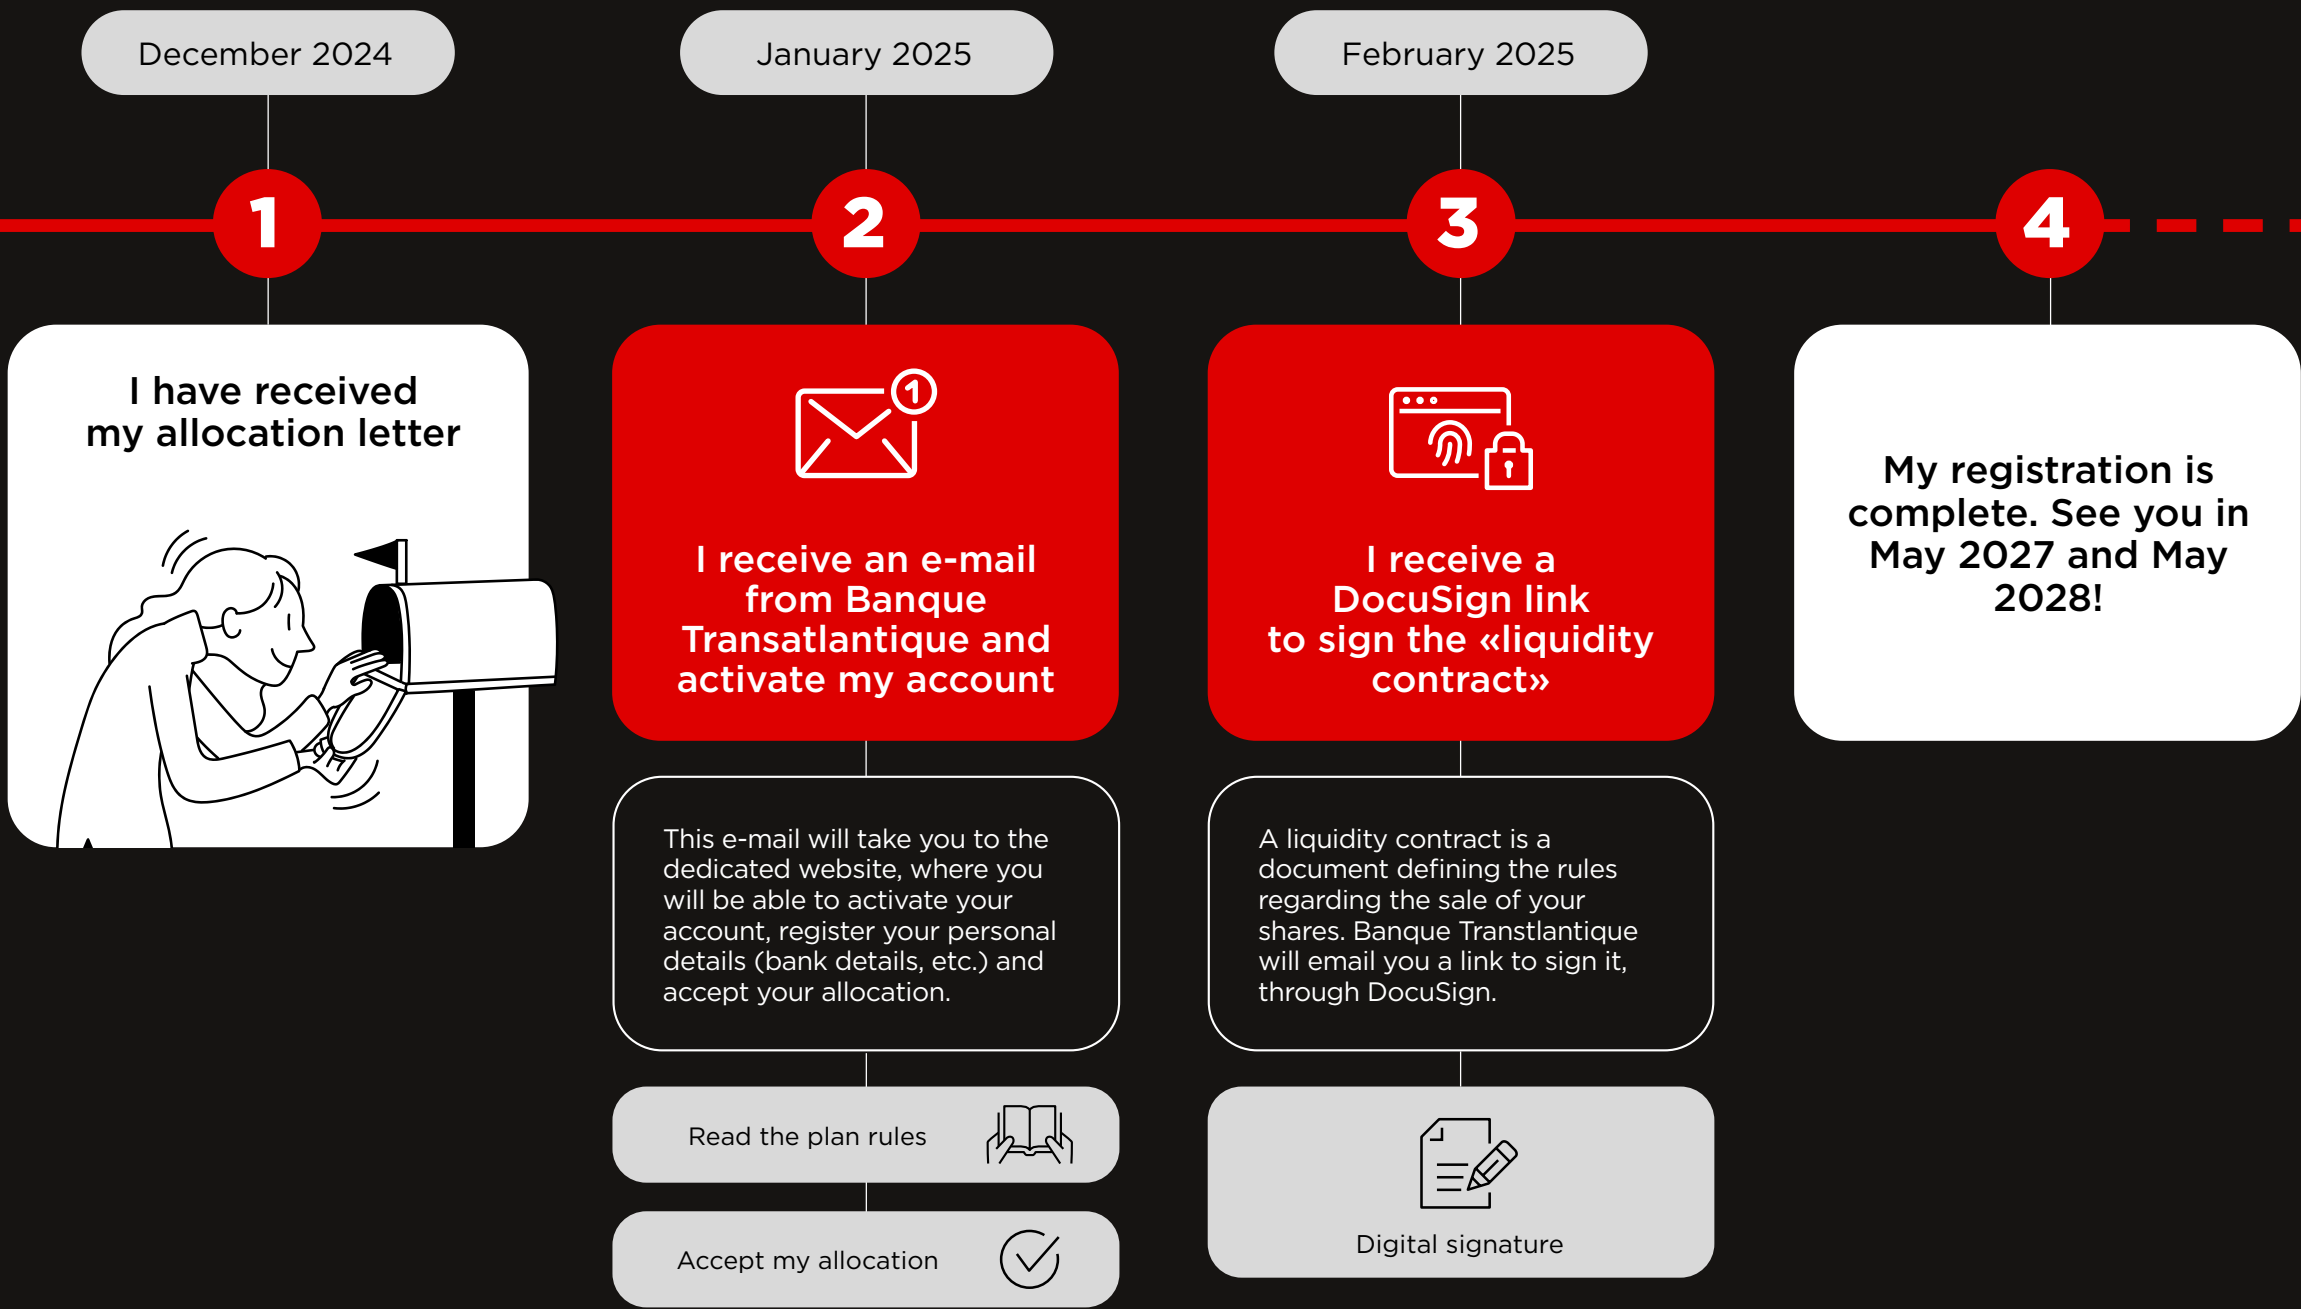 December 2024
January 2025
February 2025
1
2
3
4
I have received
my allocation letter
1
I receive an e-mail
from Banque
Transatlantique and
activate my account
This e-mail will take you to the
dedicated website, where you
will be able to activate your
account, register your personal
details (bank details, etc.) and
accept your allocation.
Read the plan rules
Accept my allocation
I receive a
DocuSign link
to sign the «liquidity
contract»
A liquidity contract is a
document defining the rules
regarding the sale of your
shares. Banque Transtlantique
will email you a link to sign it,
through DocuSign.
Digital signature
My registration is
complete. See you in
May 2027 and May
2028!